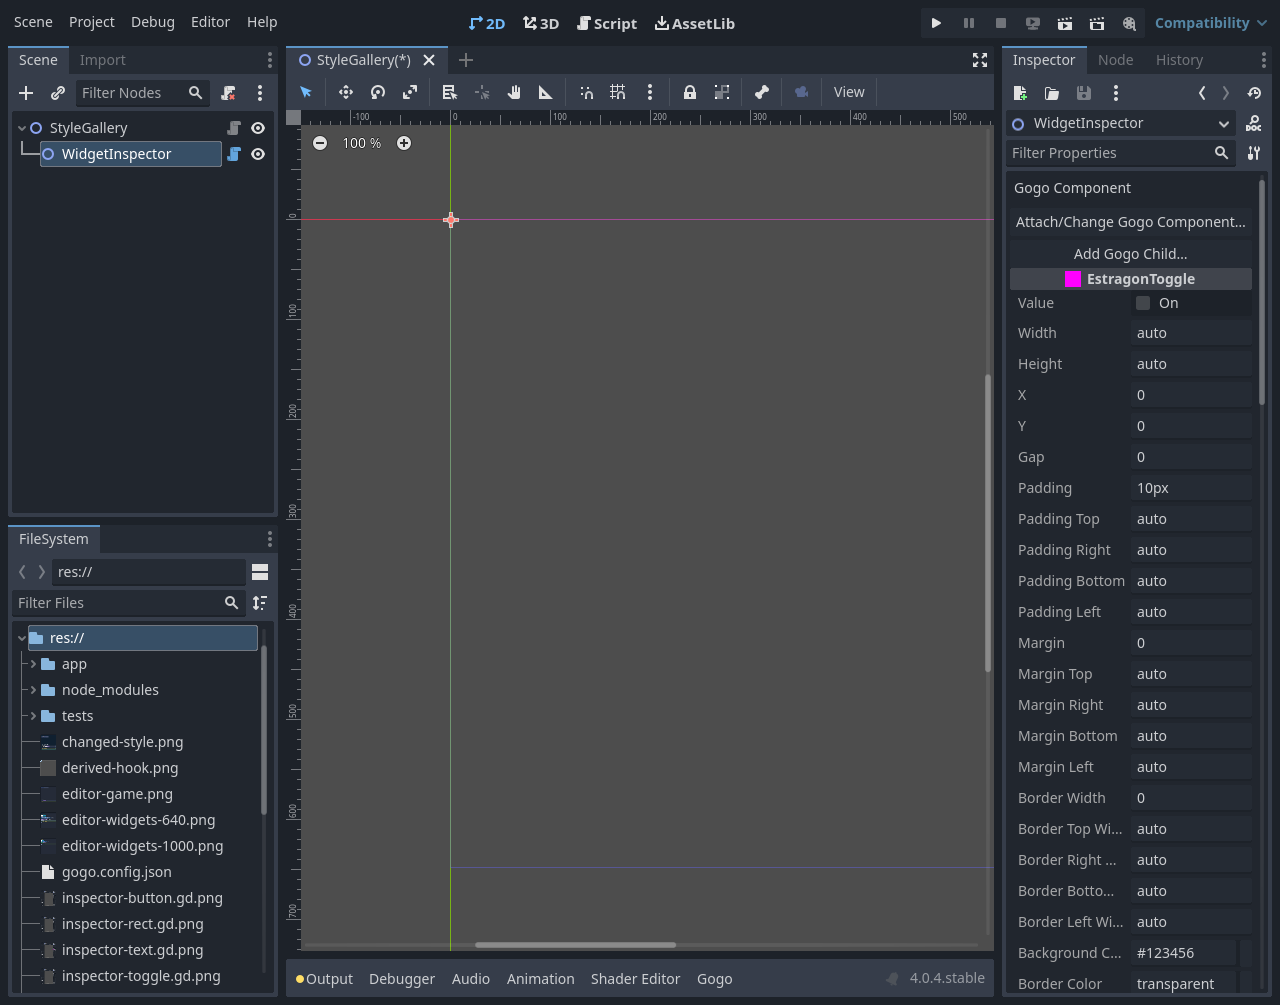 Scene Project Debug Editor Help
2D 3D Script AssetLib
Compatibility
Scene Import
Filter Nodes
StyleGallery
WidgetInspector
FileSystem
res://
Filter Files
res://
app
node_modules
tests
changed-style.png
derived-hook.png
editor-game.png
editor-widgets-640.png
editor-widgets-1000.png
gogo.config.json
inspector-button.gd.png
inspector-rect.gd.png
inspector-text.gd.png
inspector-toggle.gd.png
StyleGallery(*)
View
-100 0 100 200 300 400 500
100 %
0
100
200
300
400
500
600
700
Output Debugger Audio Animation Shader Editor Gogo
4.0.4.stable
Inspector Node History
WidgetInspector
Filter Properties
Gogo Component
Attach/Change Gogo Component...
Add Gogo Child...
EstragonToggle
Value On
Width auto
Height auto
X 0
Y 0
Gap 0
Padding 10px
Padding Top auto
Padding Right auto
Padding Bottom auto
Padding Left auto
Margin 0
Margin Top auto
Margin Right auto
Margin Bottom auto
Margin Left auto
Border Width 0
Border Top Wi... auto
Border Right ... auto
Border Botto... auto
Border Left Wi... auto
Background C... #123456
Border Color transparent